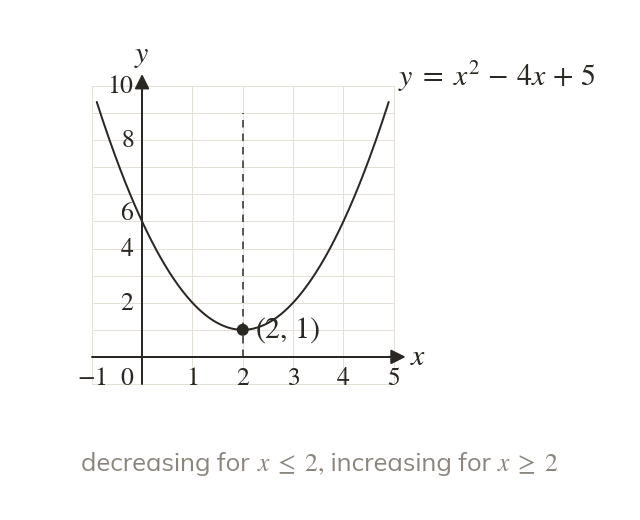 y
y = x² − 4x + 5
10
8
6
4
2
(2, 1)
x
−1 0 1 2 3 4 5
decreasing for x ≤ 2, increasing for x ≥ 2